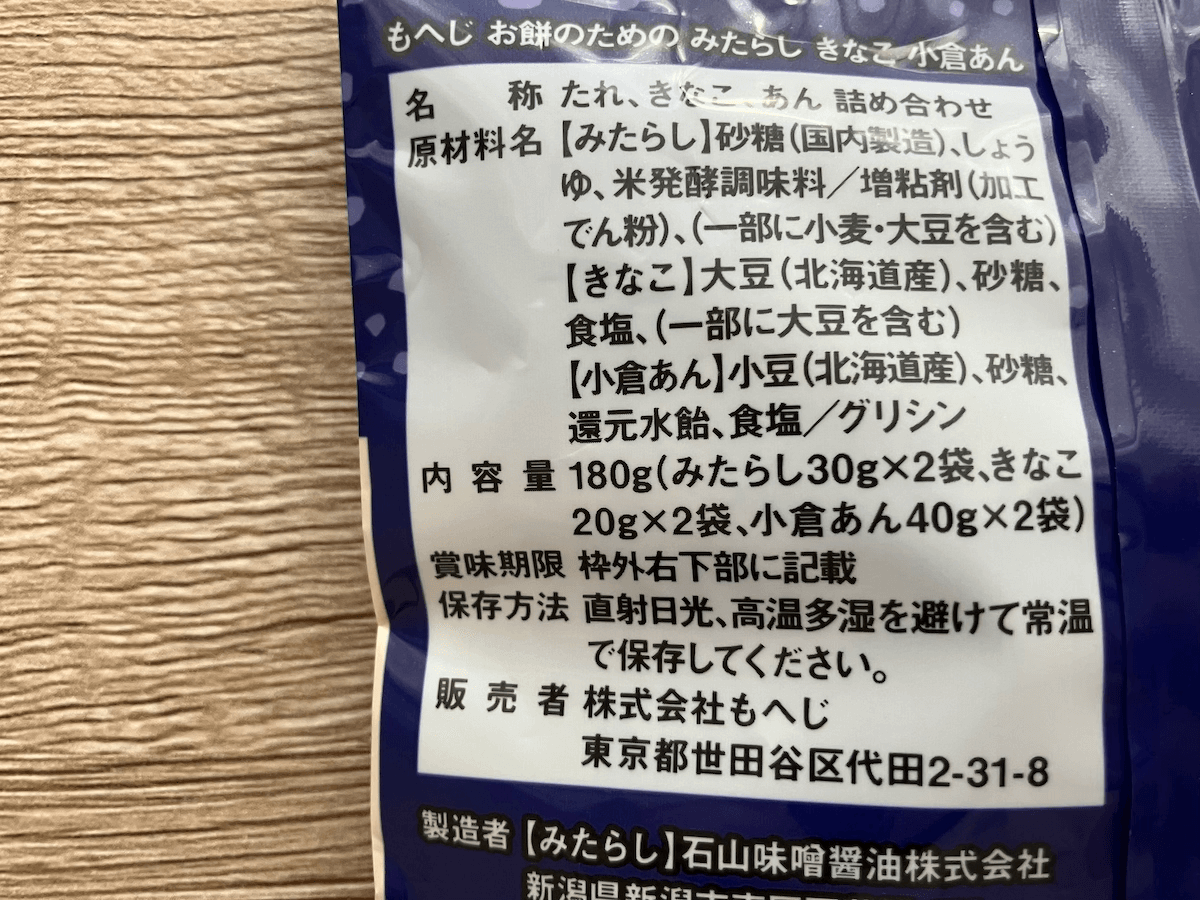 もへじ お餅のための みたらし きなこ 小倉あん
名称 たれ、きなこ、あん 詰め合わせ
原材料名 【みたらし】砂糖(国内製造)、しょう
ゆ、米発酵調味料／増粘剤(加工
でん粉)、(一部に小麦・大豆を含む)
【きなこ】大豆(北海道産)、砂糖、
食塩、(一部に大豆を含む)
【小倉あん】小豆(北海道産)、砂糖、
還元水飴、食塩／グリシン
内容量 180g(みたらし30g×2袋、きなこ
20g×2袋、小倉あん40g×2袋)
賞味期限 枠外右下部に記載
保存方法 直射日光、高温多湿を避けて常温
で保存してください。
販売者 株式会社もへじ
東京都世田谷区代田2-31-8
製造者 【みたらし】石山味噌醤油株式会社
新潟県新潟市